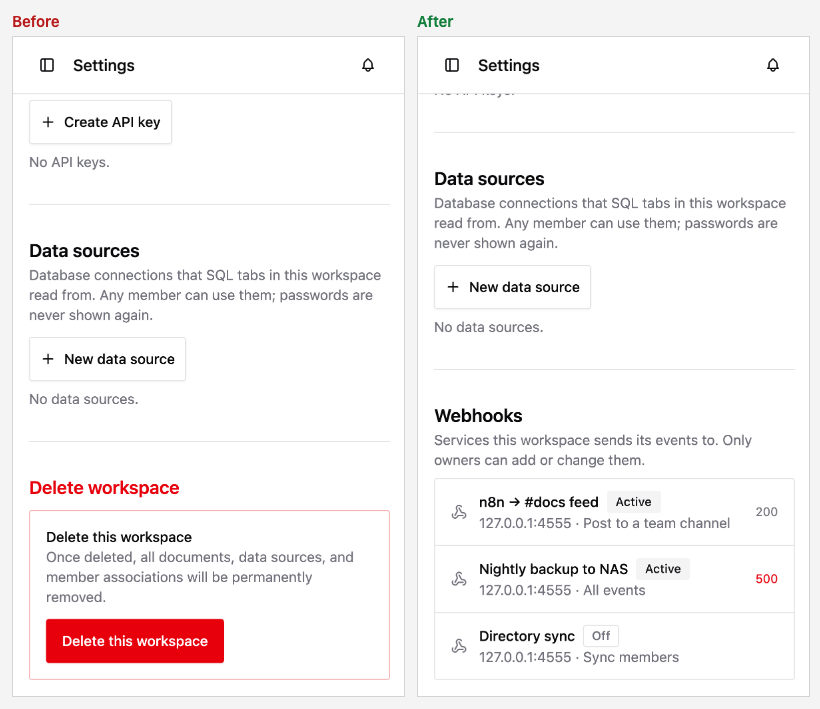 Before
Settings
Create API key
No API keys.
Data sources
Database connections that SQL tabs in this workspace
read from. Any member can use them; passwords are
never shown again.
New data source
No data sources.
Delete workspace
Delete this workspace
Once deleted, all documents, data sources, and
member associations will be permanently
removed.
Delete this workspace
After
Settings
Data sources
Database connections that SQL tabs in this workspace
read from. Any member can use them; passwords are
never shown again.
New data source
No data sources.
Webhooks
Services this workspace sends its events to. Only
owners can add or change them.
n8n → #docs feed Active
127.0.0.1:4555 · Post to a team channel 200
Nightly backup to NAS Active
127.0.0.1:4555 · All events 500
Directory sync Off
127.0.0.1:4555 · Sync members